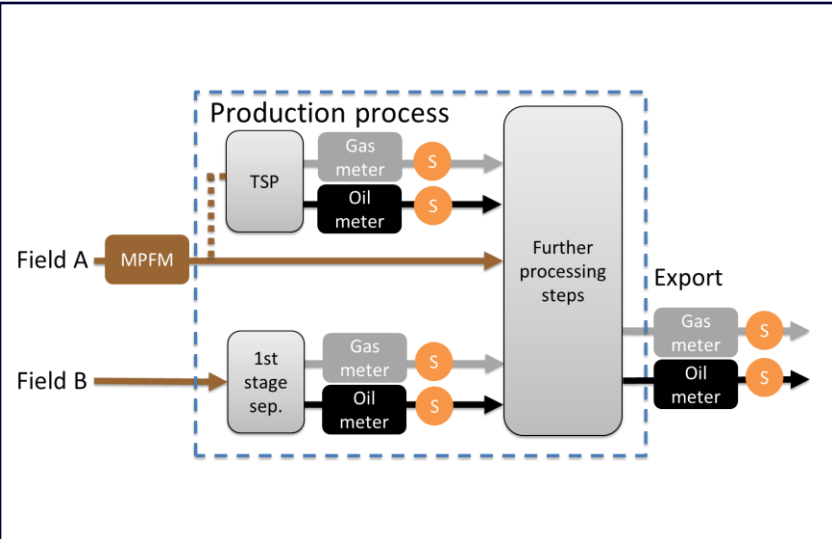 Production process
TSP
Gas
meter
S
Oil
meter
S
Field A
MPFM
Further
processing
steps
Export
Gas
meter
S
Oil
meter
S
Field B
1st
stage
sep.
Gas
meter
S
Oil
meter
S